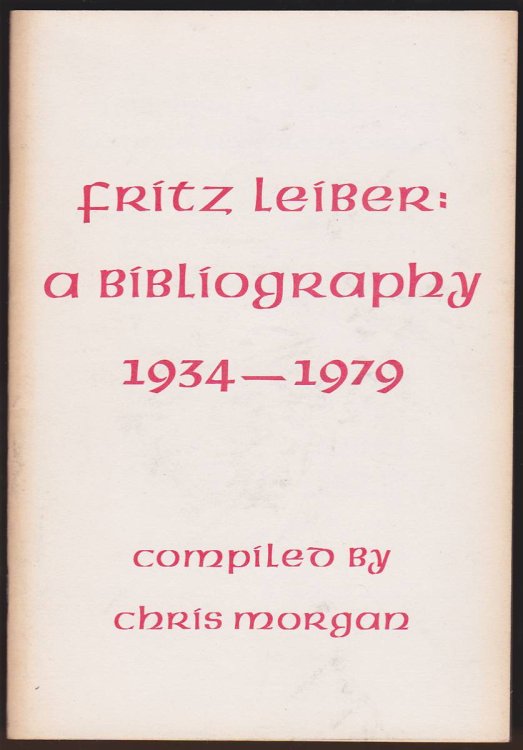 Fritz Leiber:
a Bibliography
1934—1979
compiled by
chris morgan